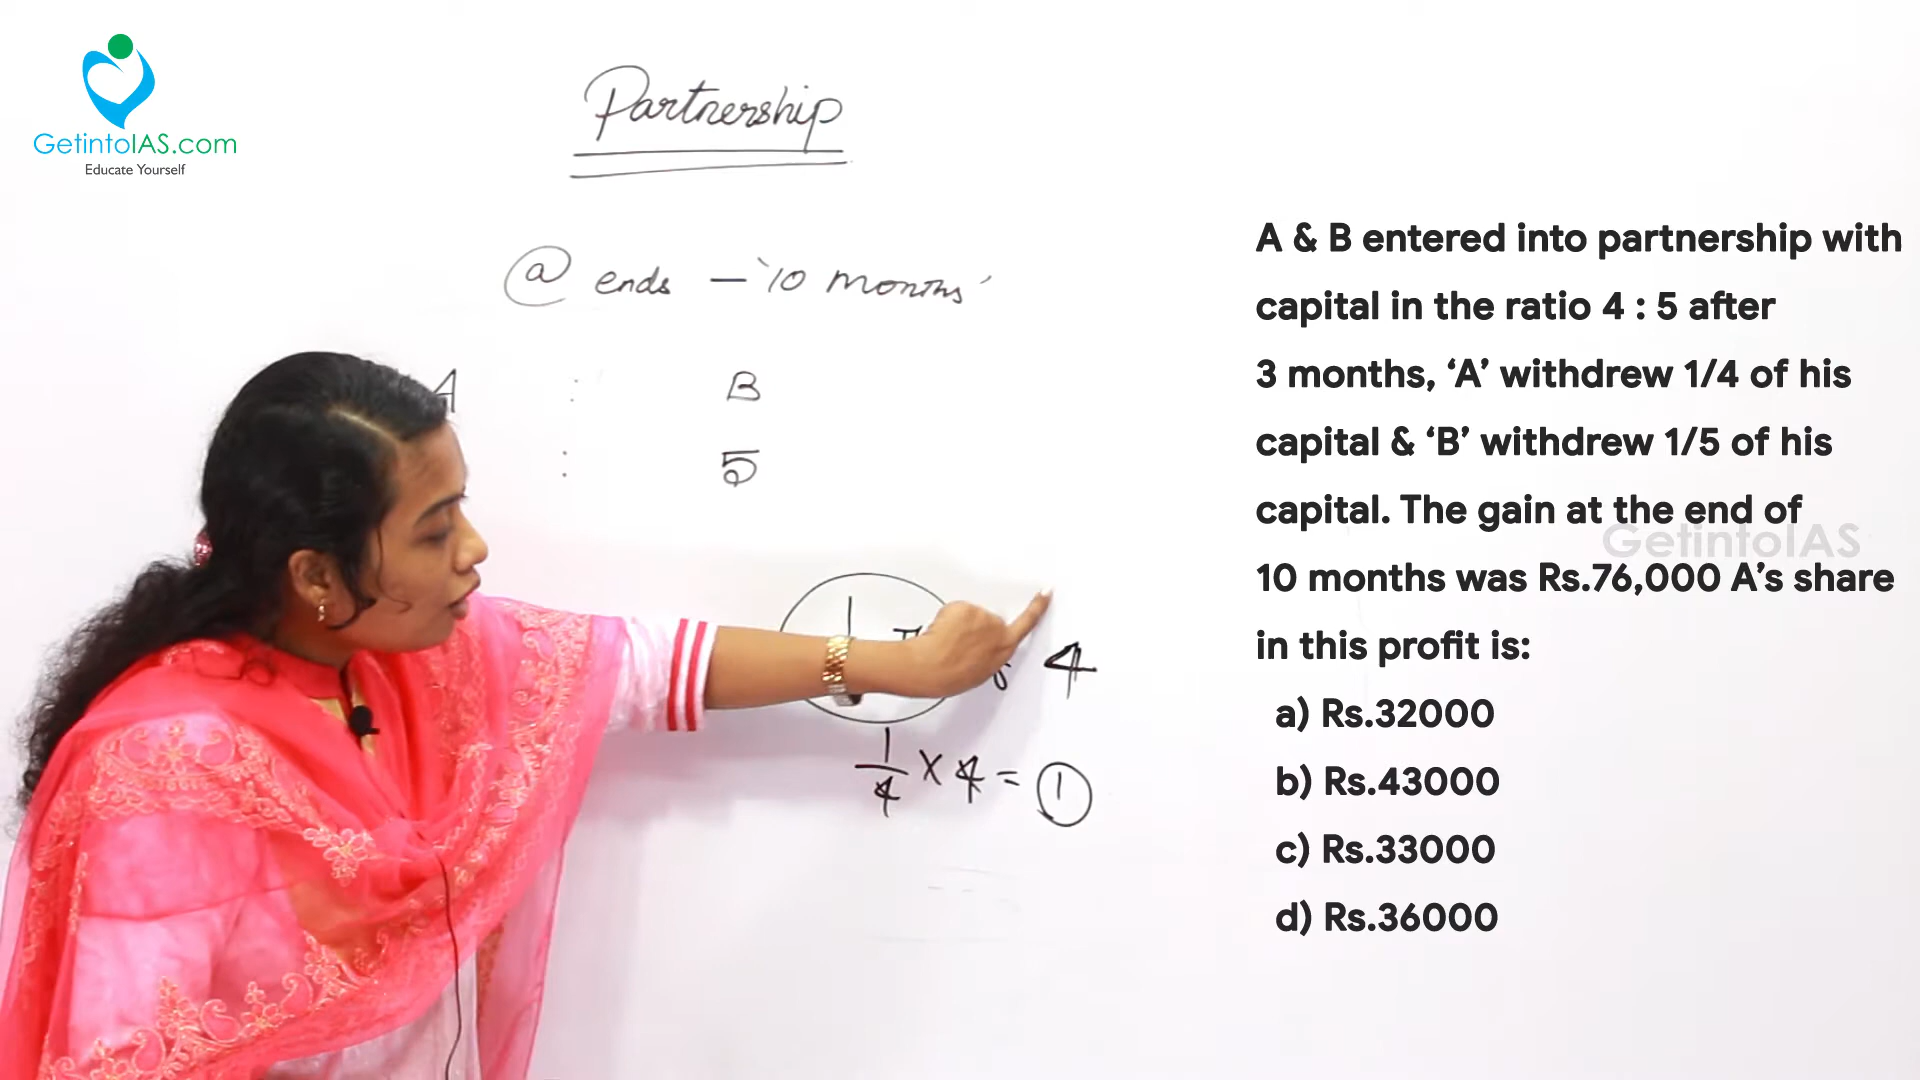 GetintoIAS.com
Educate Yourself
Partnership
@ ends — '10 months'
A : B
: 5
1
4
1/4 × 4 = 1
A & B entered into partnership with
capital in the ratio 4 : 5 after
3 months, ‘A’ withdrew 1/4 of his
capital & ‘B’ withdrew 1/5 of his
capital. The gain at the end of
GetintoIAS
10 months was Rs.76,000 A’s share
in this profit is:
a) Rs.32000
b) Rs.43000
c) Rs.33000
d) Rs.36000